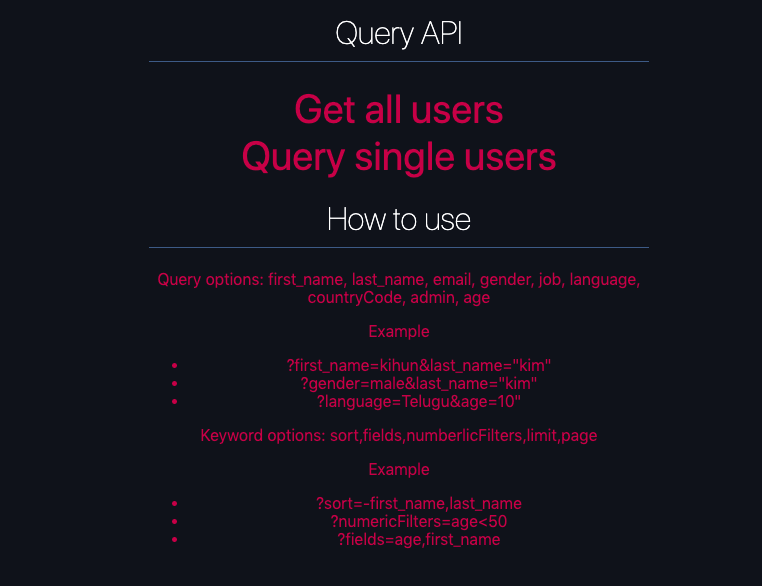 Query API
Get all users
Query single users
How to use
Query options: first_name, last_name, email, gender, job, language,
countryCode, admin, age
Example
• ?first_name=kihun&last_name="kim"
• ?gender=male&last_name="kim"
• ?language=Telugu&age=10"
Keyword options: sort,fields,numberlicFilters,limit,page
Example
• ?sort=-first_name,last_name
• ?numericFilters=age<50
• ?fields=age,first_name